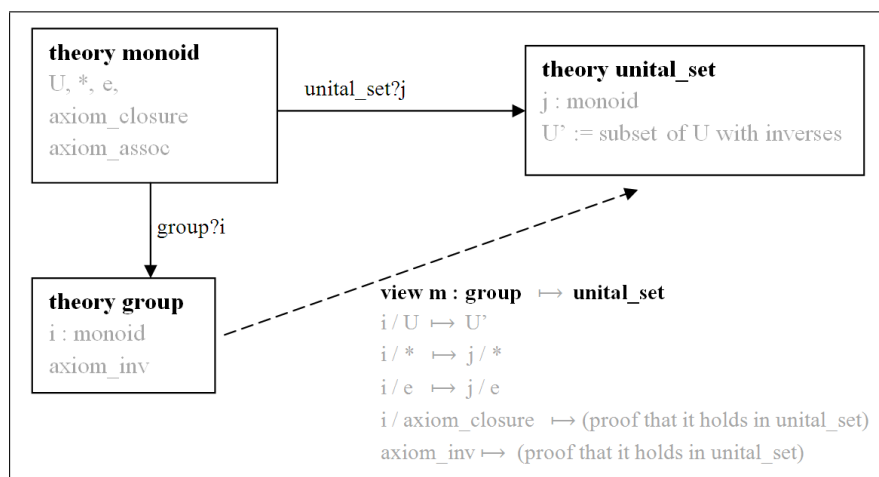 theory monoid
U, *, e,
axiom_closure
axiom_assoc
unital_set?j
theory unital_set
j : monoid
U’ := subset of U with inverses
group?i
theory group
i : monoid
axiom_inv
view m : group ↦ unital_set
i / U ↦ U’
i / * ↦ j / *
i / e ↦ j / e
i / axiom_closure ↦ (proof that it holds in unital_set)
axiom_inv ↦ (proof that it holds in unital_set)